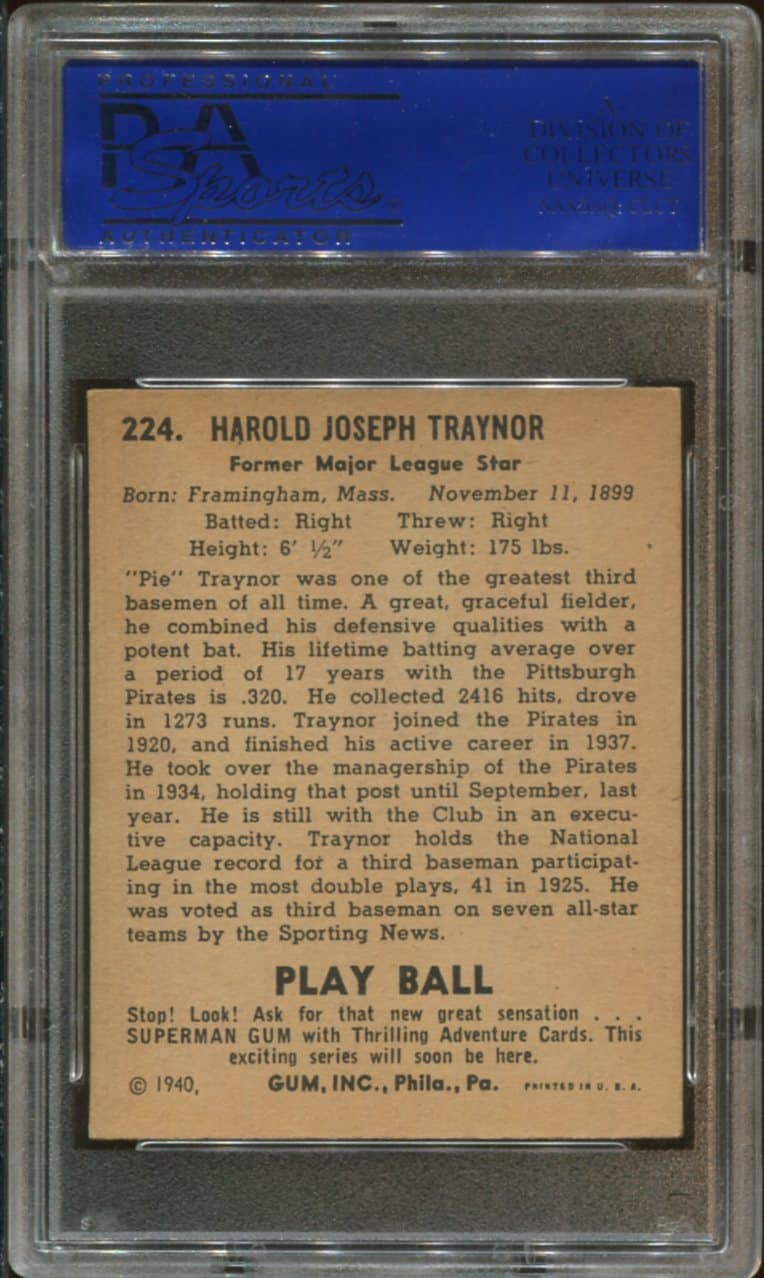 PROFESSIONAL
PSA
Sports®
AUTHENTICATOR
A
DIVISION OF
COLLECTORS
UNIVERSE
NASDAQ: CLCT
224. HAROLD JOSEPH TRAYNOR
Former Major League Star
Born: Framingham, Mass. November 11, 1899
Batted: Right Threw: Right
Height: 6' ½" Weight: 175 lbs.
"Pie" Traynor was one of the greatest third
basemen of all time. A great, graceful fielder,
he combined his defensive qualities with a
potent bat. His lifetime batting average over
a period of 17 years with the Pittsburgh
Pirates is .320. He collected 2416 hits, drove
in 1273 runs. Traynor joined the Pirates in
1920, and finished his active career in 1937.
He took over the managership of the Pirates
in 1934, holding that post until September, last
year. He is still with the Club in an execu-
tive capacity. Traynor holds the National
League record for a third baseman participat-
ing in the most double plays, 41 in 1925. He
was voted as third baseman on seven all-star
teams by the Sporting News.
PLAY BALL
Stop! Look! Ask for that new great sensation . . .
SUPERMAN GUM with Thrilling Adventure Cards. This
exciting series will soon be here.
© 1940, GUM, INC., Phila., Pa. PRINTED IN U. S. A.